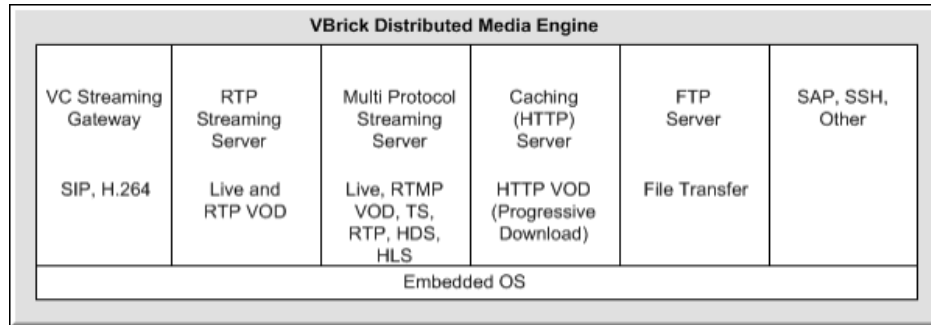 VBrick Distributed Media Engine
VC Streaming
Gateway
SIP, H.264
RTP
Streaming
Server
Live and
RTP VOD
Multi Protocol
Streaming
Server
Live, RTMP
VOD, TS,
RTP, HDS,
HLS
Caching
(HTTP)
Server
HTTP VOD
(Progressive
Download)
FTP
Server
File Transfer
SAP, SSH,
Other
Embedded OS